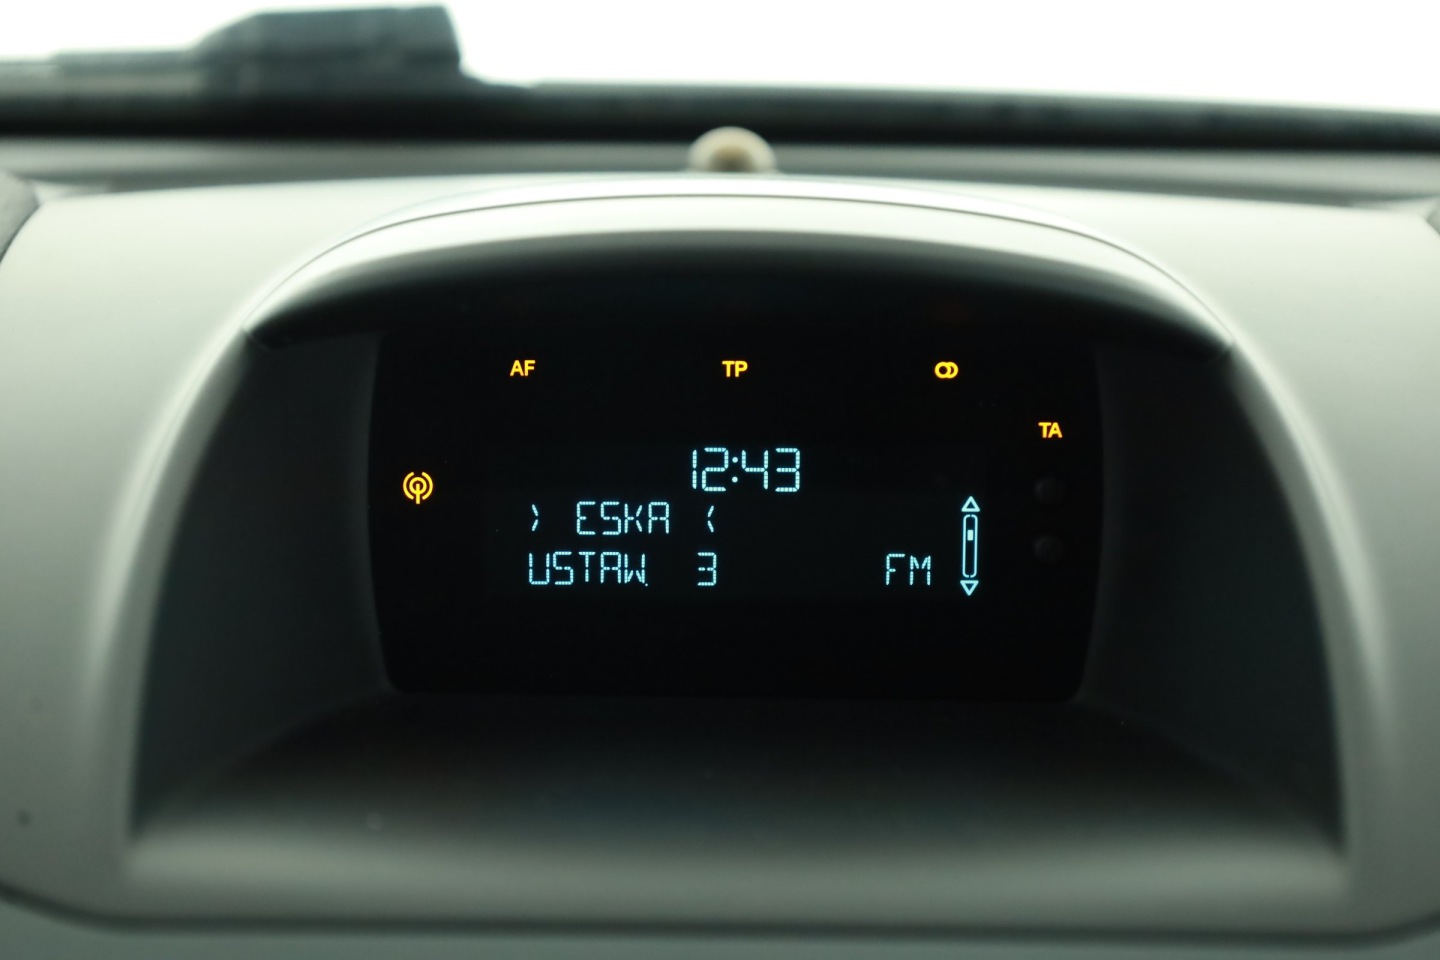 AF TP
TA
12:43
> ESKA <
USTAW. 3 FM